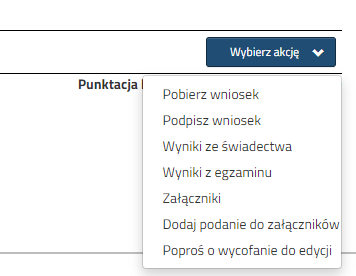 Wybierz akcję
Punktacja
Pobierz wniosek
Podpisz wniosek
Wyniki ze świadectwa
Wyniki z egzaminu
Załączniki
Dodaj podanie do załączników
Poproś o wycofanie do edycji